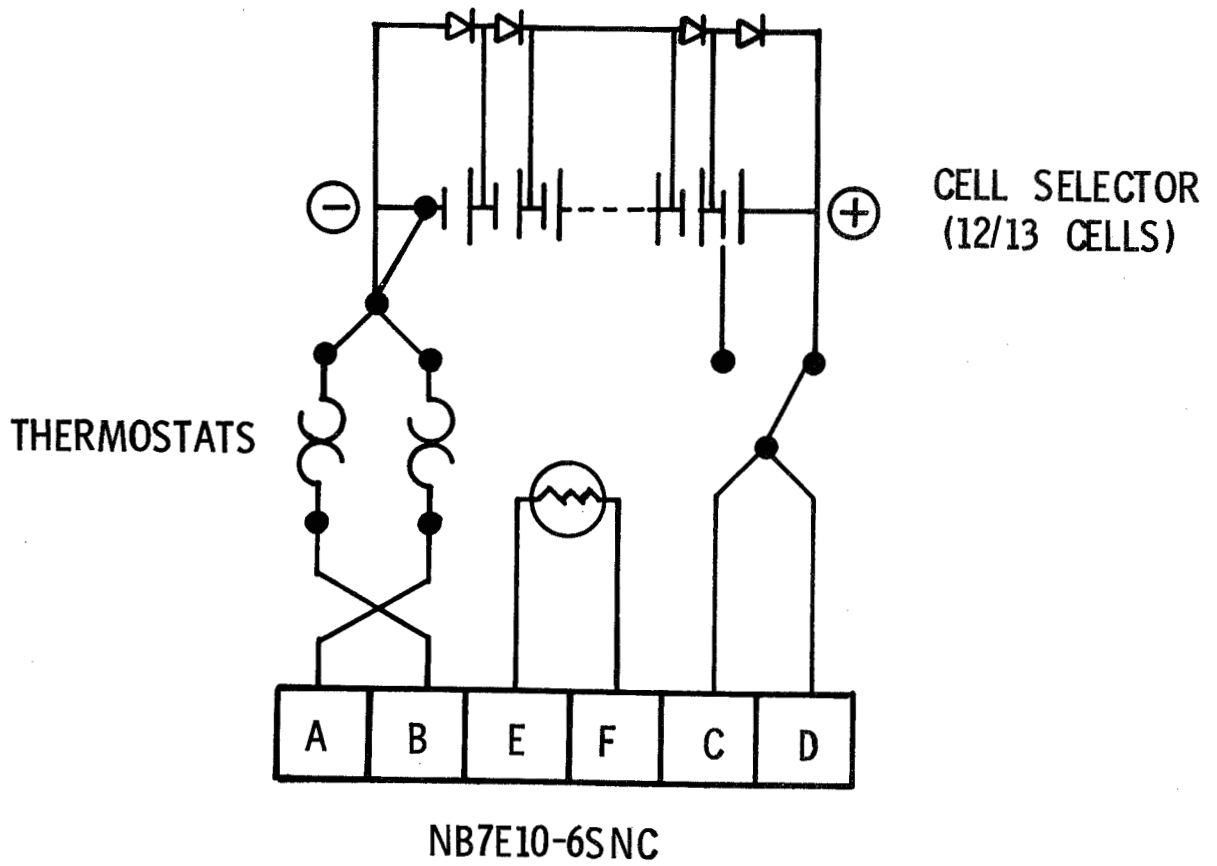 CELL SELECTOR
(12/13 CELLS)
THERMOSTATS
A B E F C D
NB7E10-6SNC